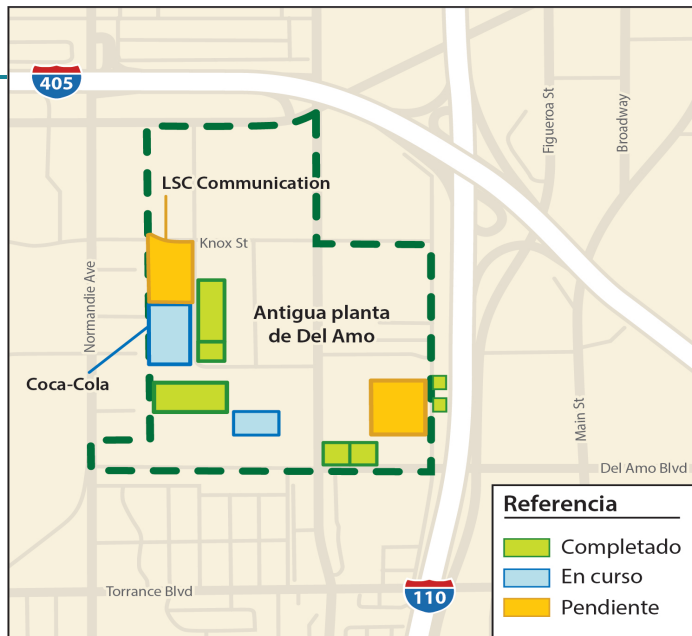 405
Figueroa St
Broadway
LSC Communication
Knox St
Normandie Ave
Antigua planta
de Del Amo
Coca-Cola
Main St
Del Amo Blvd
Referencia
Completado
En curso
Pendiente
Torrance Blvd
110